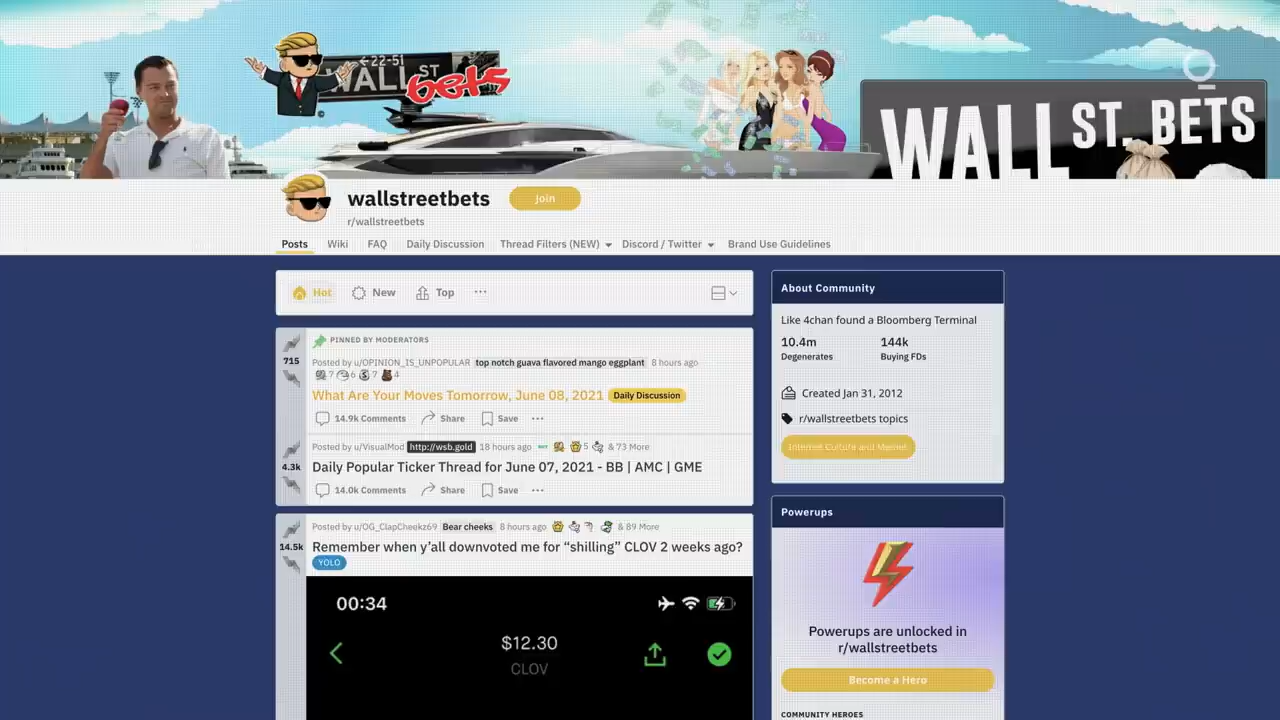 ←22-51
WALL ST
bets
WALL ST. BETS
wallstreetbets
Join
r/wallstreetbets
Posts Wiki FAQ Daily Discussion Thread Filters (NEW) Discord / Twitter Brand Use Guidelines
Hot New Top ···
PINNED BY MODERATORS
715
Posted by u/OPINION_IS_UNPOPULAR top notch guava flavored mango eggplant 8 hours ago
7 6 7 4
What Are Your Moves Tomorrow, June 08, 2021 Daily Discussion
14.9k Comments Share Save ···
Posted by u/VisualMod http://wsb.gold 18 hours ago 5 & 73 More
4.3k
Daily Popular Ticker Thread for June 07, 2021 - BB | AMC | GME
14.0k Comments Share Save ···
Posted by u/OG_ClapCheekz69 Bear cheeks 8 hours ago & 89 More
14.5k
Remember when y'all downvoted me for “shilling” CLOV 2 weeks ago?
YOLO
00:34
$12.30
CLOV
About Community
Like 4chan found a Bloomberg Terminal
10.4m 144k
Degenerates Buying FDs
Created Jan 31, 2012
r/wallstreetbets topics
Internet Culture and Memes
Powerups
Powerups are unlocked in
r/wallstreetbets
Become a Hero
COMMUNITY HEROES